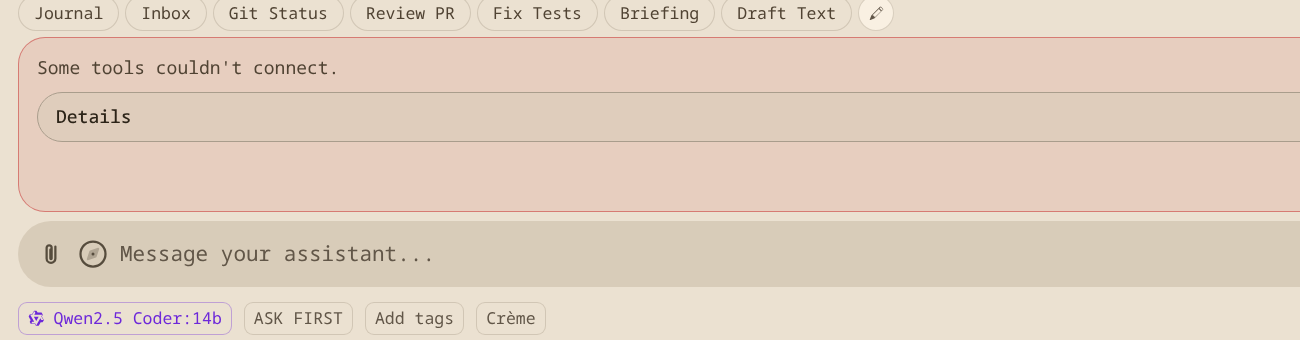 Journal Inbox Git Status Review PR Fix Tests Briefing Draft Text
Some tools couldn't connect.
Details
Message your assistant...
Qwen2.5 Coder:14b ASK FIRST Add tags Crème